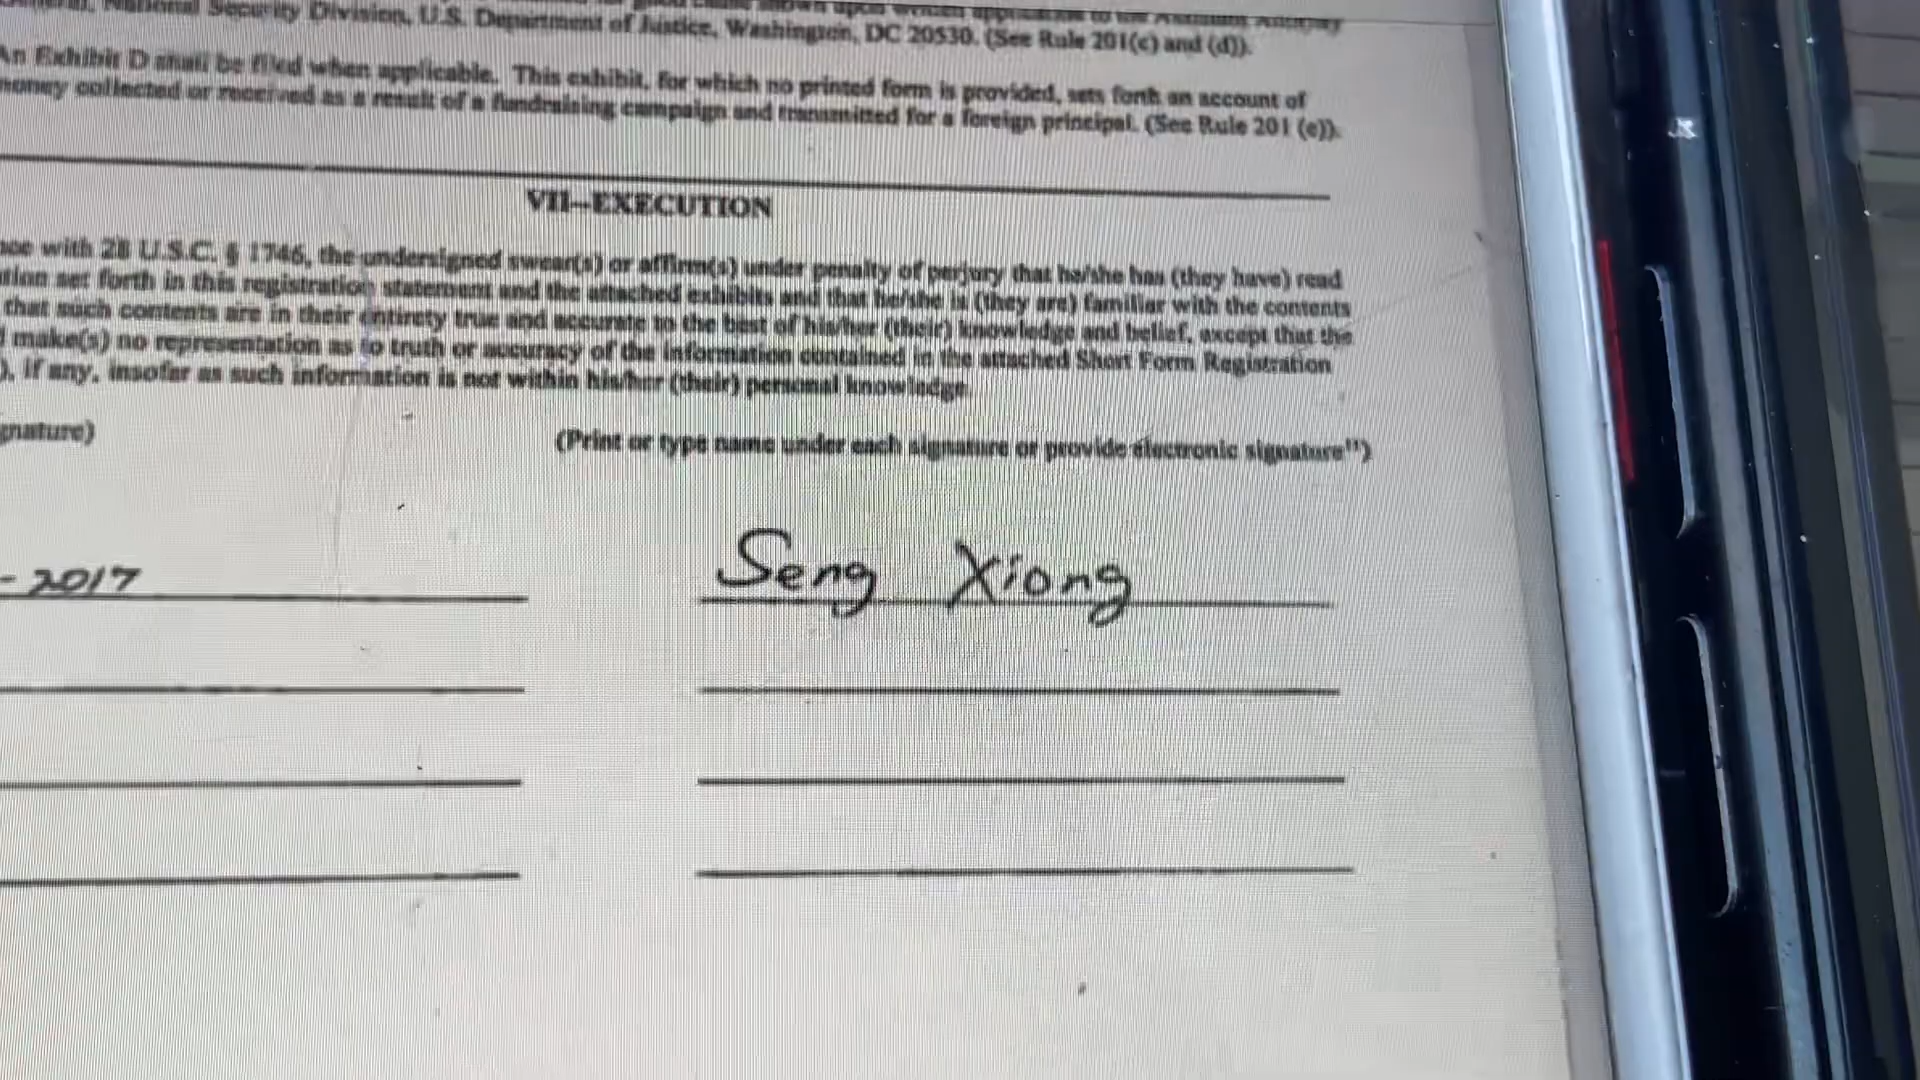 National Security Division, U.S. Department of Justice, Washington, DC 20530. (See Rule 201(c) and (d)).
An Exhibit D shall be filed when applicable. This exhibit, for which no printed form is provided, sets forth an account of
money collected or received as a result of a fundraising campaign and transmitted for a foreign principal. (See Rule 201 (e)).
VII—EXECUTION
with 28 U.S.C. § 1746, the undersigned swear(s) or affirm(s) under penalty of perjury that he/she has (they have) read
set forth in this registration statement and the attached exhibits and that he/she is (they are) familiar with the contents
that such contents are in their entirety true and accurate to the best of his/her (their) knowledge and belief, except that the
make(s) no representation as to truth or accuracy of the information contained in the attached Short Form Registration
), if any, insofar as such information is not within his/her (their) personal knowledge.
gnature)
(Print or type name under each signature or provide electronic signature¹¹)
-2017
Seng Xiong